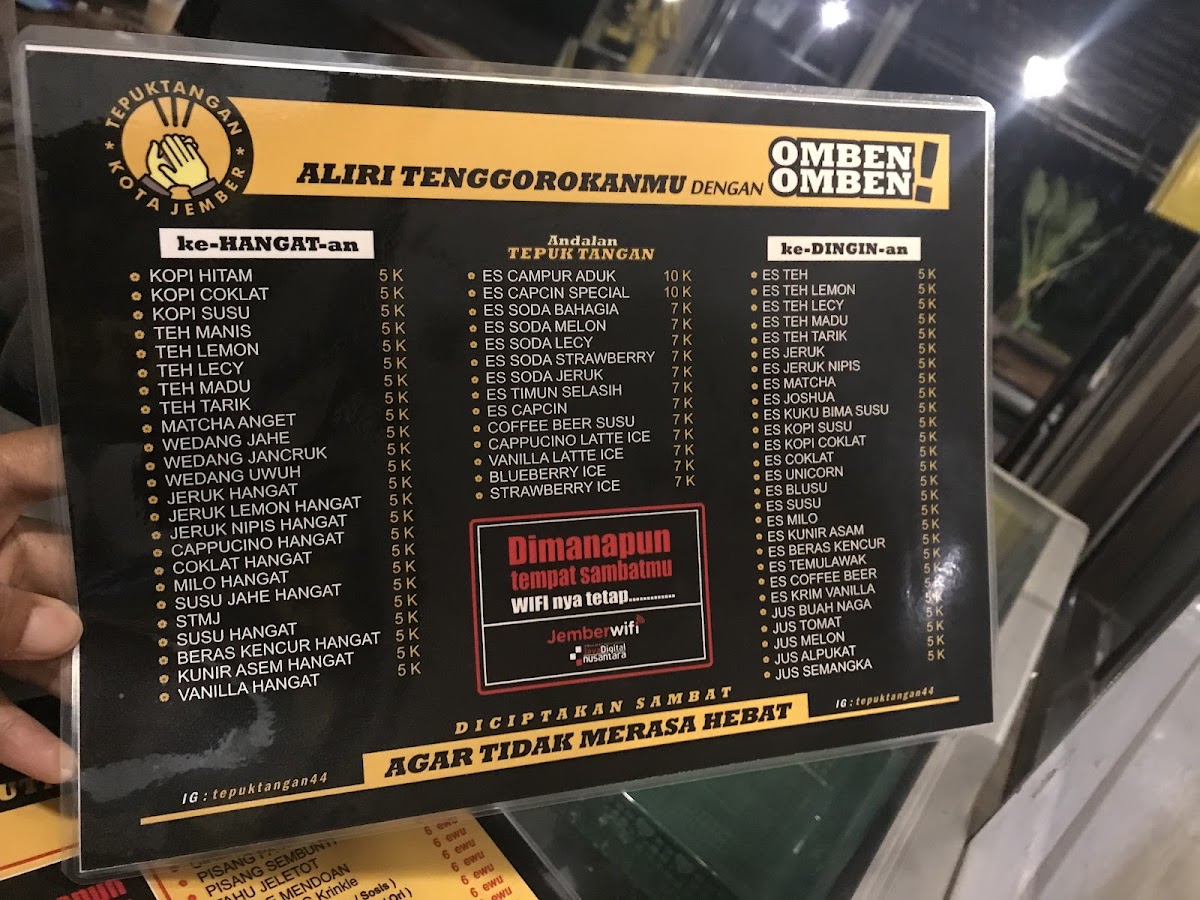 TEPUKTANGAN
KOTA JEMBER
ALIRI TENGGOROKANMU DENGAN
OMBEN
OMBEN!
ke-HANGAT-an
KOPI HITAM 5 K
KOPI COKLAT 5 K
KOPI SUSU 5 K
TEH MANIS 5 K
TEH LEMON 5 K
TEH LECY 5 K
TEH MADU 5 K
TEH TARIK 5 K
MATCHA ANGET 5 K
WEDANG JAHE 5 K
WEDANG JANCRUK 5 K
WEDANG UWUH 5 K
JERUK HANGAT 5 K
JERUK LEMON HANGAT 5 K
JERUK NIPIS HANGAT 5 K
CAPPUCINO HANGAT 5 K
COKLAT HANGAT 5 K
MILO HANGAT 5 K
SUSU JAHE HANGAT 5 K
STMJ 5 K
SUSU HANGAT 5 K
BERAS KENCUR HANGAT 5 K
KUNIR ASEM HANGAT 5 K
VANILLA HANGAT
Andalan
TEPUK TANGAN
ES CAMPUR ADUK 10 K
ES CAPCIN SPECIAL 10 K
ES SODA BAHAGIA 7 K
ES SODA MELON 7 K
ES SODA LECY 7 K
ES SODA STRAWBERRY 7 K
ES SODA JERUK 7 K
ES TIMUN SELASIH 7 K
ES CAPCIN 7 K
COFFEE BEER SUSU 7 K
CAPPUCINO LATTE ICE 7 K
VANILLA LATTE ICE 7 K
BLUEBERRY ICE 7 K
STRAWBERRY ICE 7 K
Dimanapun
tempat sambatmu
WIFI nya tetap.............
Jemberwifi
JavaDigital
nusantara
ke-DINGIN-an
ES TEH 5 K
ES TEH LEMON 5 K
ES TEH LECY 5 K
ES TEH MADU 5 K
ES TEH TARIK 5 K
ES JERUK 5 K
ES JERUK NIPIS 5 K
ES MATCHA 5 K
ES JOSHUA 5 K
ES KUKU BIMA SUSU 5 K
ES KOPI SUSU 5 K
ES KOPI COKLAT 5 K
ES COKLAT 5 K
ES UNICORN 5 K
ES BLUSU 5 K
ES SUSU 5 K
ES MILO 5 K
ES KUNIR ASAM 5 K
ES BERAS KENCUR 5 K
ES TEMULAWAK 5 K
ES COFFEE BEER 5 K
ES KRIM VANILLA 5 K
JUS BUAH NAGA 5 K
JUS TOMAT 5 K
JUS MELON 5 K
JUS ALPUKAT 5 K
JUS SEMANGKA
DICIPTAKAN SAMBAT
AGAR TIDAK MERASA HEBAT
IG : tepuktangan44
IG : tepuktangan44
PISANG
6 ewu
PISANG SEMBUNYI
6 ewu
TAHU JELETOT
6 ewu
MENDOAN
6 ewu
Krinkle
6 ewu
/ Sosis )